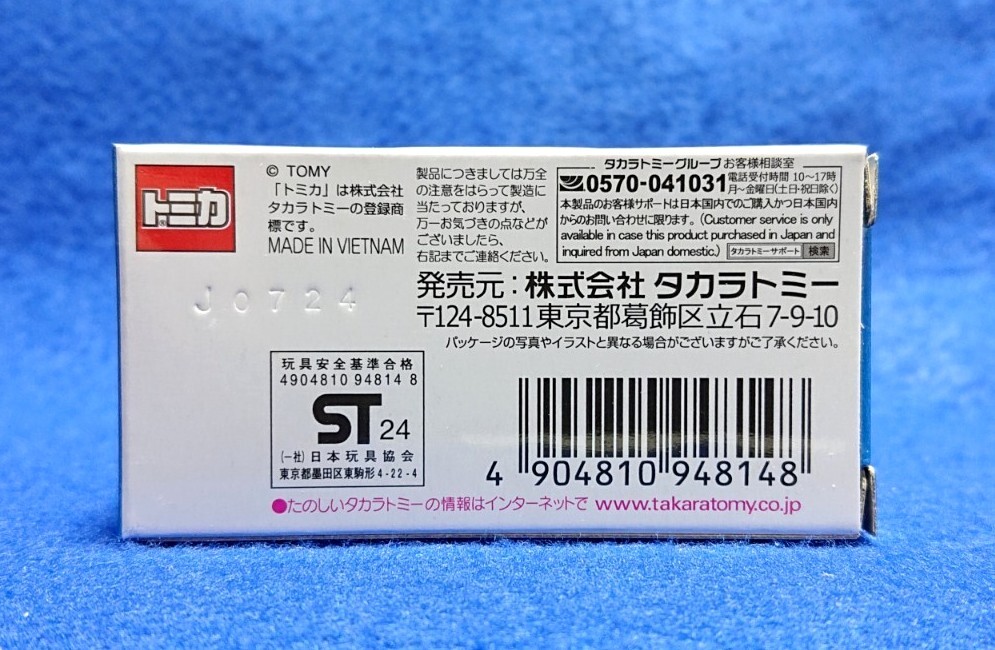 トミカ
®
© TOMY
「トミカ」は株式会社
タカラトミーの登録商
標です。
MADE IN VIETNAM
製品につきましては万全
の注意をはらって製造に
当たっておりますが、
万一お気づきの点などが
ございましたら、
右記までご連絡ください。
タカラトミーグループ お客様相談室
0570-041031 電話受付時間 10〜17時
月〜金曜日(土日・祝日除く)
本製品のお客様サポートは日本国内でのご購入かつ日本国内
からのお問い合わせに限ります。(Customer service is only
available in case this product purchased in Japan and
inquired from Japan domestic.) タカラトミーサポート 検索
発売元：株式会社 タカラトミー
〒124-8511 東京都葛飾区立石 7-9-10
パッケージの写真やイラストと異なる場合がございますがご了承ください。
J0724
玩具安全基準合格
4904810 94814 8
ST 24
(一社)日本玩具協会
東京都墨田区東駒形 4-22-4
4 904810 948148
●たのしいタカラトミーの情報はインターネットで www.takaratomy.co.jp